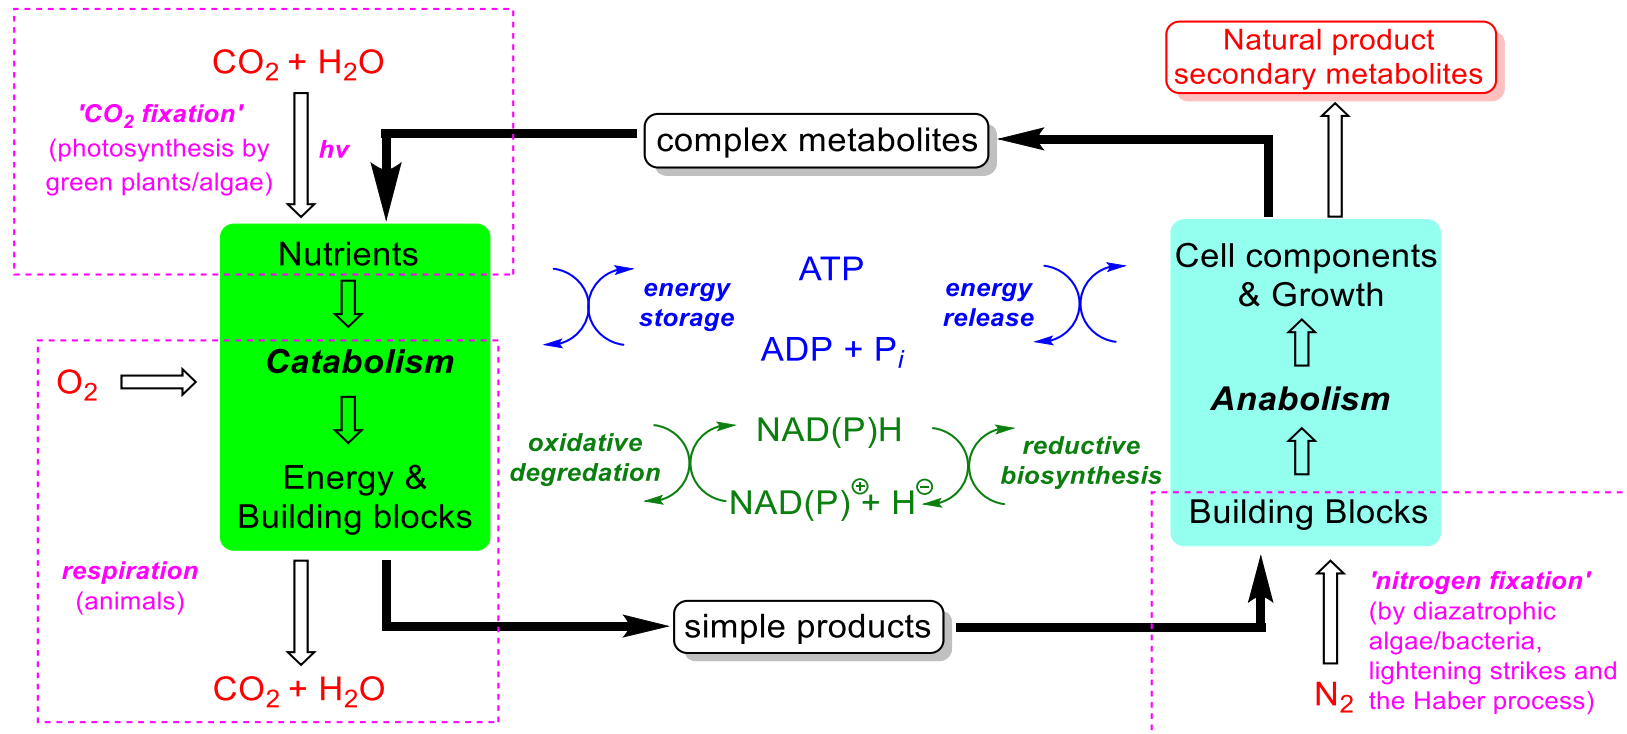 CO2 + H2O
'CO2 fixation'
(photosynthesis by
green plants/algae)
hv
Nutrients
Catabolism
O2
Energy &
Building blocks
respiration
(animals)
CO2 + H2O
complex metabolites
energy
storage
ATP
ADP + Pi
energy
release
oxidative
degredation
NAD(P)H
NAD(P)⊕ + H⊖
reductive
biosynthesis
simple products
Natural product
secondary metabolites
Cell components
& Growth
Anabolism
Building Blocks
'nitrogen fixation'
(by diazatrophic
algae/bacteria,
lightening strikes and
the Haber process)
N2